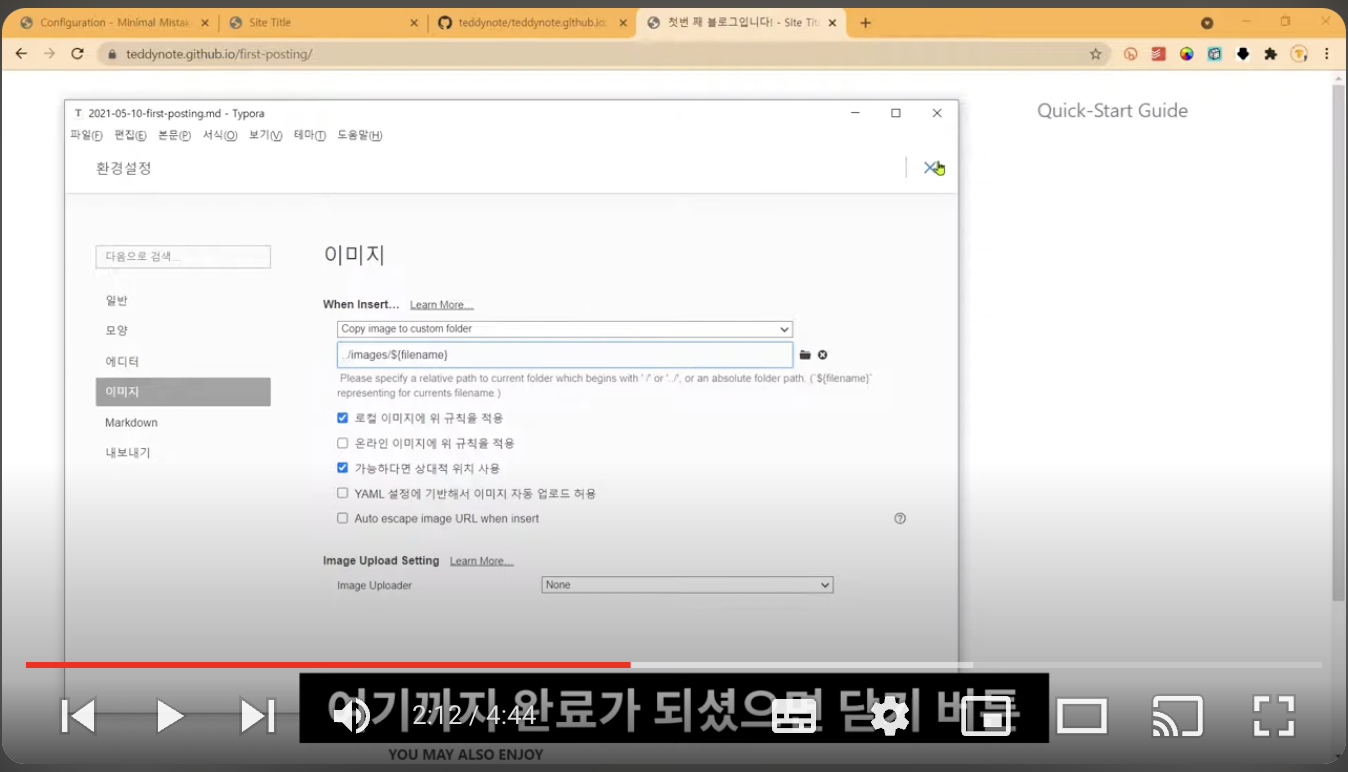 Configuration - Minimal Mistak
Site Title
teddynote/teddynote.github.io:
첫번 째 블로그입니다! - Site Tit
teddynote.github.io/first-posting/
T 2021-05-10-first-posting.md - Typora
파일(F) 편집(E) 본문(P) 서식(O) 보기(V) 테마(T) 도움말(H)
Quick-Start Guide
환경설정
다음으로 검색...
일반
모양
에디터
이미지
Markdown
내보내기
이미지
When Insert... Learn More...
Copy image to custom folder
../images/${filename}
Please specify a relative path to current folder which begins with './' or '../', or an absolute folder path. (`${filename}`
representing for currents filename.)
로컬 이미지에 위 규칙을 적용
온라인 이미지에 위 규칙을 적용
가능하다면 상대적 위치 사용
YAML 설정에 기반해서 이미지 자동 업로드 허용
Auto escape image URL when insert
Image Upload Setting Learn More...
Image Uploader None
여기까지 완료가 되셨으면 닫기 버튼
2:12 / 4:44
YOU MAY ALSO ENJOY